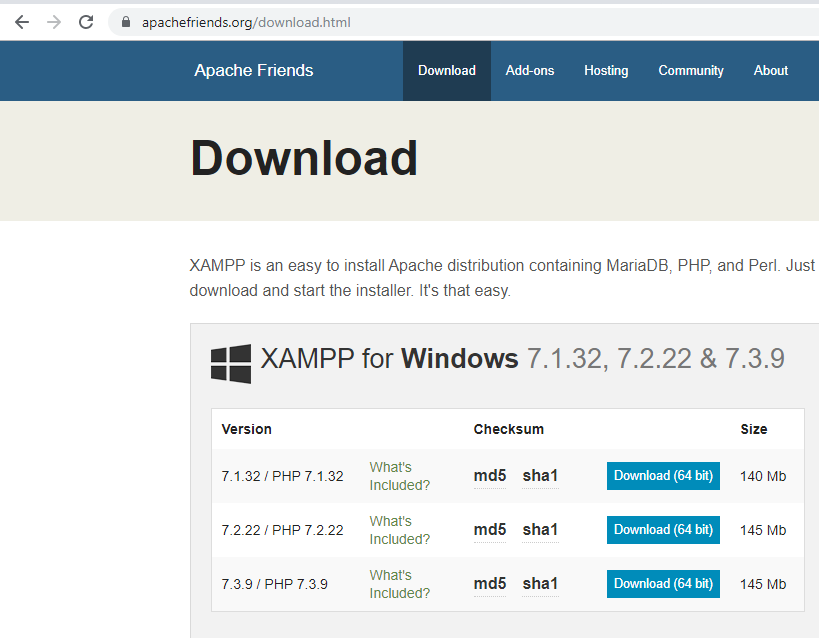 apachefriends.org/download.html
Apache Friends Download Add-ons Hosting Community About
Download
XAMPP is an easy to install Apache distribution containing MariaDB, PHP, and Perl. Just
download and start the installer. It's that easy.
XAMPP for Windows 7.1.32, 7.2.22 & 7.3.9
Version Checksum Size
7.1.32 / PHP 7.1.32 What's Included? md5 sha1 Download (64 bit) 140 Mb
7.2.22 / PHP 7.2.22 What's Included? md5 sha1 Download (64 bit) 145 Mb
7.3.9 / PHP 7.3.9 What's Included? md5 sha1 Download (64 bit) 145 Mb